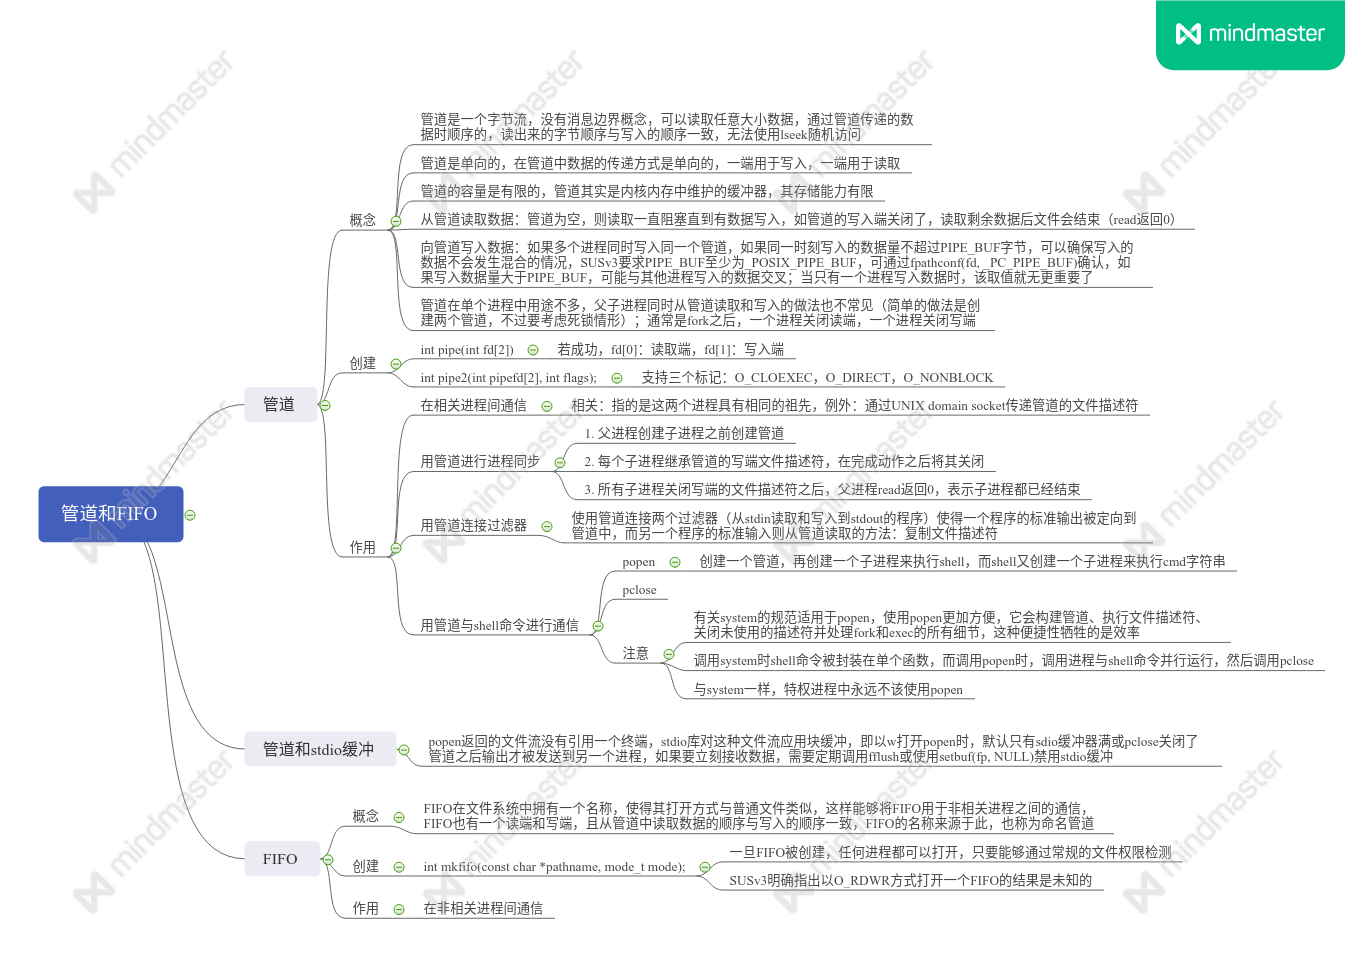 mindmaster
管道和FIFO
管道
概念
管道是一个字节流，没有消息边界概念，可以读取任意大小数据，通过管道传递的数
据时顺序的，读出来的字节顺序与写入的顺序一致，无法使用lseek随机访问
管道是单向的，在管道中数据的传递方式是单向的，一端用于写入，一端用于读取
管道的容量是有限的，管道其实是内核内存中维护的缓冲器，其存储能力有限
从管道读取数据：管道为空，则读取一直阻塞直到有数据写入，如管道的写入端关闭了，读取剩余数据后文件会结束（read返回0）
向管道写入数据：如果多个进程同时写入同一个管道，如果同一时刻写入的数据量不超过PIPE_BUF字节，可以确保写入的
数据不会发生混合的情况，SUSv3要求PIPE_BUF至少为_POSIX_PIPE_BUF，可通过fpathconf(fd, _PC_PIPE_BUF)确认，如
果写入数据量大于PIPE_BUF，可能与其他进程写入的数据交叉；当只有一个进程写入数据时，该取值就无更重要了
管道在单个进程中用途不多，父子进程同时从管道读取和写入的做法也不常见（简单的做法是创
建两个管道，不过要考虑死锁情形）；通常是fork之后，一个进程关闭读端，一个进程关闭写端
创建
int pipe(int fd[2])
若成功，fd[0]：读取端，fd[1]：写入端
int pipe2(int pipefd[2], int flags);
支持三个标记：O_CLOEXEC，O_DIRECT，O_NONBLOCK
作用
在相关进程间通信
相关：指的是这两个进程具有相同的祖先，例外：通过UNIX domain socket传递管道的文件描述符
用管道进行进程同步
1. 父进程创建子进程之前创建管道
2. 每个子进程继承管道的写端文件描述符，在完成动作之后将其关闭
3. 所有子进程关闭写端的文件描述符之后，父进程read返回0，表示子进程都已经结束
用管道连接过滤器
使用管道连接两个过滤器（从stdin读取和写入到stdout的程序）使得一个程序的标准输出被定向到
管道中，而另一个程序的标准输入则从管道读取的方法：复制文件描述符
用管道与shell命令进行通信
popen
创建一个管道，再创建一个子进程来执行shell，而shell又创建一个子进程来执行cmd字符串
pclose
注意
有关system的规范适用于popen，使用popen更加方便，它会构建管道、执行文件描述符、
关闭未使用的描述符并处理fork和exec的所有细节，这种便捷性牺牲的是效率
调用system时shell命令被封装在单个函数，而调用popen时，调用进程与shell命令并行运行，然后调用pclose
与system一样，特权进程中永远不该使用popen
管道和stdio缓冲
popen返回的文件流没有引用一个终端，stdio库对这种文件流应用块缓冲，即以w打开popen时，默认只有sdio缓冲器满或pclose关闭了
管道之后输出才被发送到另一个进程，如果要立刻接收数据，需要定期调用fflush或使用setbuf(fp, NULL)禁用stdio缓冲
FIFO
概念
FIFO在文件系统中拥有一个名称，使得其打开方式与普通文件类似，这样能够将FIFO用于非相关进程之间的通信，
FIFO也有一个读端和写端，且从管道中读取数据的顺序与写入的顺序一致，FIFO的名称来源于此，也称为命名管道
创建
int mkfifo(const char *pathname, mode_t mode);
一旦FIFO被创建，任何进程都可以打开，只要能够通过常规的文件权限检测
SUSv3明确指出以O_RDWR方式打开一个FIFO的结果是未知的
作用
在非相关进程间通信
mindmaster
mindmaster
mindmaster
mindmaster
mindmaster
mindmaster
mindmaster
mindmaster
mindmaster
mindmaster
mindmaster
mindmaster